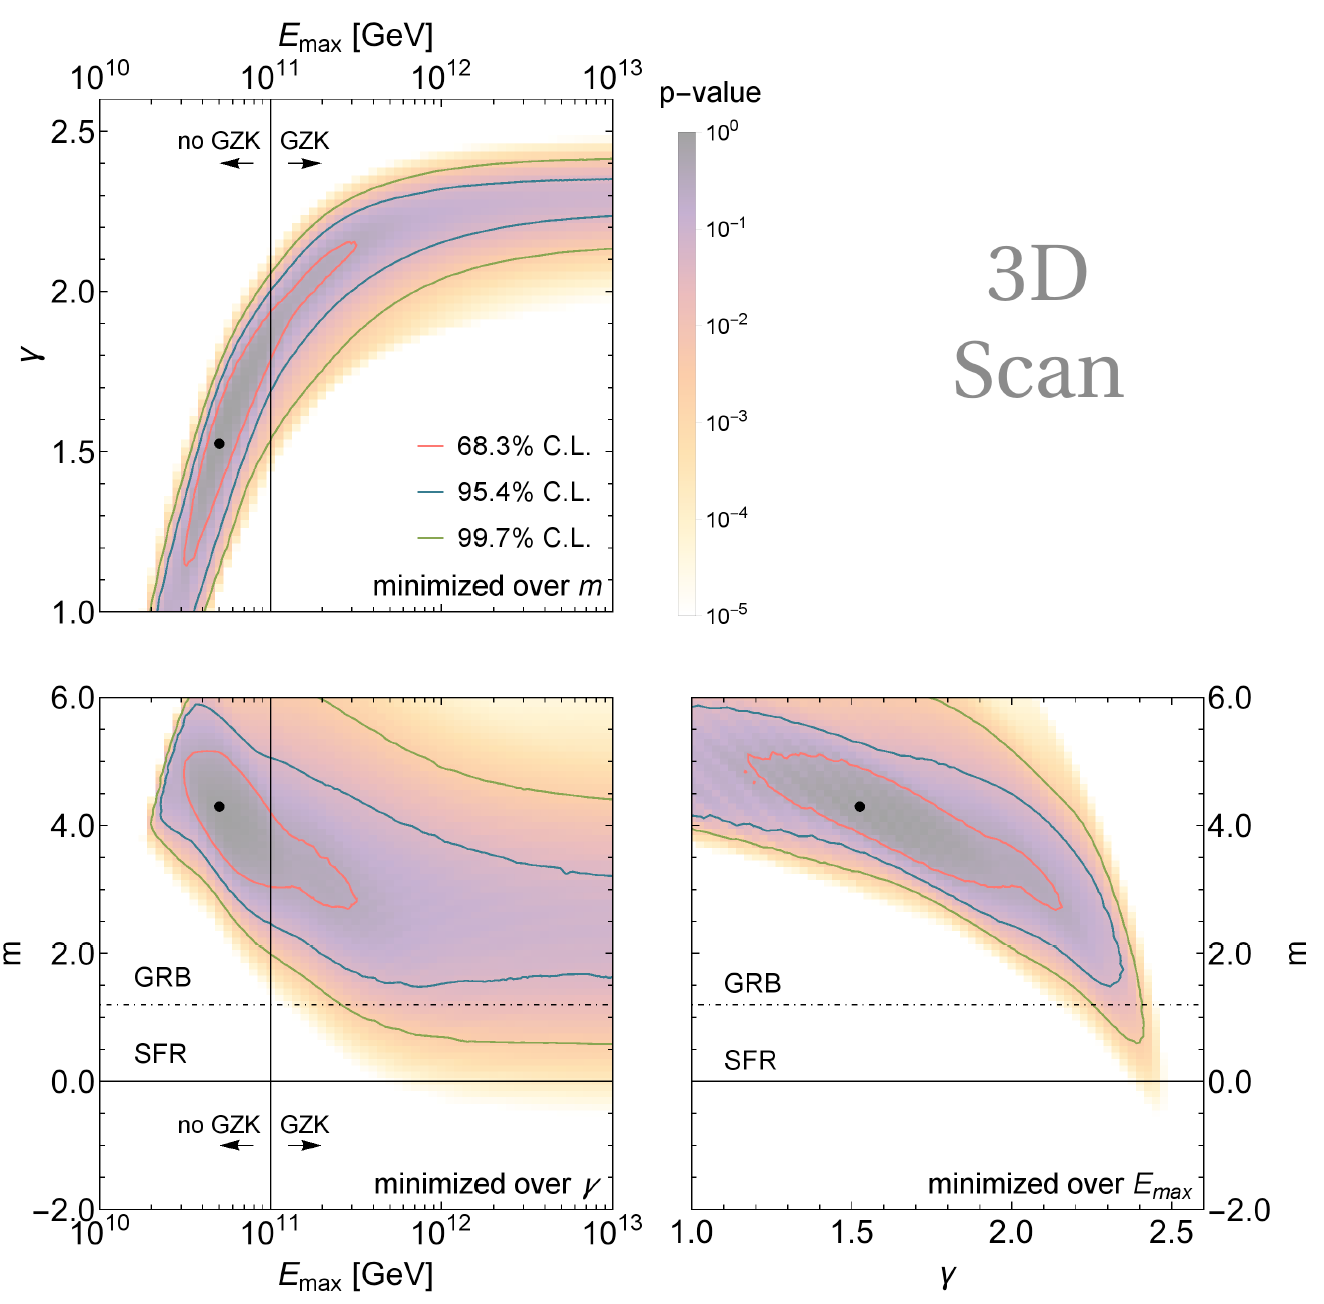 E_max [GeV]
10^10 10^11 10^12 10^13
p−value
2.5
no GZK GZK
10^0
10^−1
2.0
3D
Scan
10^−2
γ
10^−3
1.5
68.3% C.L.
95.4% C.L.
10^−4
99.7% C.L.
minimized over m
1.0
10^−5
6.0
4.0
m
2.0
GRB
SFR
0.0
no GZK GZK
minimized over γ
−2.0
10^10 10^11 10^12 10^13
E_max [GeV]
6.0
4.0
2.0
m
GRB
SFR
0.0
minimized over E_max
−2.0
1.0 1.5 2.0 2.5
γ